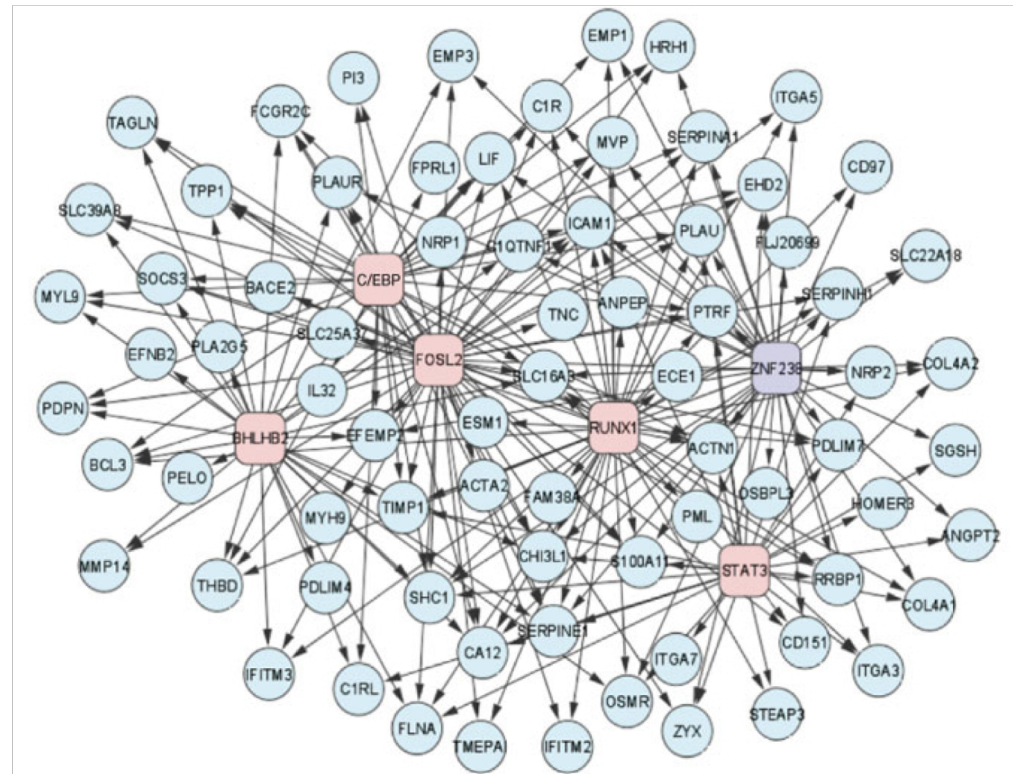 EMP1
HRH1
EMP3
PI3
ITGA5
FCGR2C
C1R
TAGLN
MVP
SERPINA1
LIF
FPRL1
CD97
PLAUR
EHD2
TPP1
SLC39A8
ICAM1
PLAU
FLJ20699
NRP1
C1QTNF1
SLC22A18
C/EBP
SOCS3
BACE2
MYL9
SERPINH1
ANPEP
TNC
PTRF
SLC25A37
PLA2G5
EFNB2
FOSL2
COL4A2
ZNF238
NRP2
SLC16A3
ECE1
IL32
PDPN
ESM1
RUNX1
BHLHB2
EFEMP2
ACTN1
PDLIM7
SGSH
BCL3
PELO
ACTA2
FAM38A
OSBPL3
HOMER3
TIMP1
MYH9
PML
ANGPT2
CHI3L1
MMP14
S100A11
STAT3
RRBP1
THBD
PDLIM4
SHC1
COL4A1
SERPINE1
CD151
CA12
ITGA7
ITGA3
IFITM3
C1RL
OSMR
STEAP3
FLNA
ZYX
TMEPAI
IFITM2